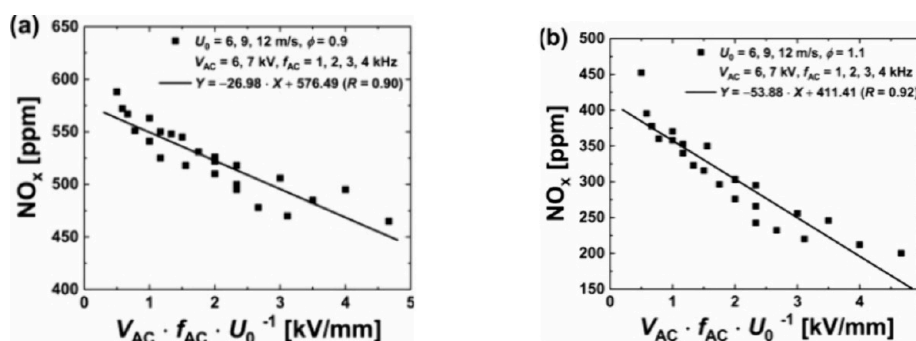 (a)
650
600
550
500
450
400
NOx [ppm]
■ U0 = 6, 9, 12 m/s, ϕ = 0.9
VAC = 6, 7 kV, fAC = 1, 2, 3, 4 kHz
Y = −26.98 · X + 576.49 (R = 0.90)
0 1 2 3 4 5
VAC · fAC · U0⁻¹ [kV/mm]
(b)
500
450
400
350
300
250
200
150
NOx [ppm]
■ U0 = 6, 9, 12 m/s, ϕ = 1.1
VAC = 6, 7 kV, fAC = 1, 2, 3, 4 kHz
Y = −53.88 · X + 411.41 (R = 0.92)
0 1 2 3 4
VAC · fAC · U0⁻¹ [kV/mm]